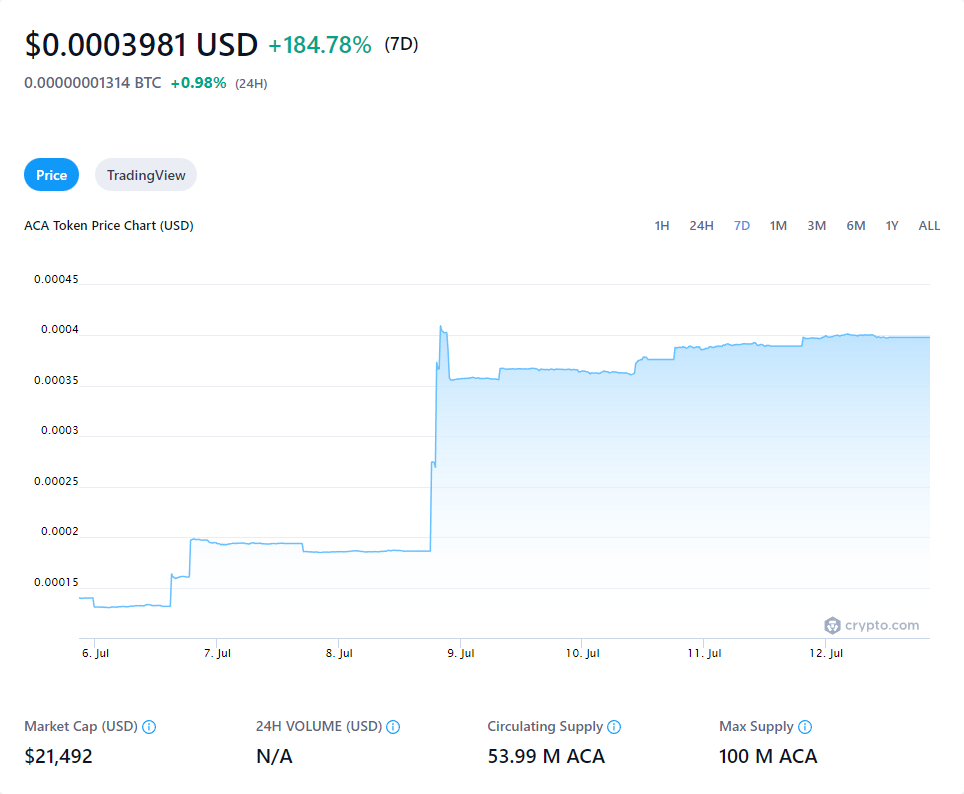 $0.0003981 USD +184.78% (7D)
0.00000001314 BTC +0.98% (24H)
Price TradingView
ACA Token Price Chart (USD) 1H 24H 7D 1M 3M 6M 1Y ALL
0.00045
0.0004
0.00035
0.0003
0.00025
0.0002
0.00015
crypto.com
6. Jul 7. Jul 8. Jul 9. Jul 10. Jul 11. Jul 12. Jul
Market Cap (USD) 24H VOLUME (USD) Circulating Supply Max Supply
$21,492 N/A 53.99 M ACA 100 M ACA